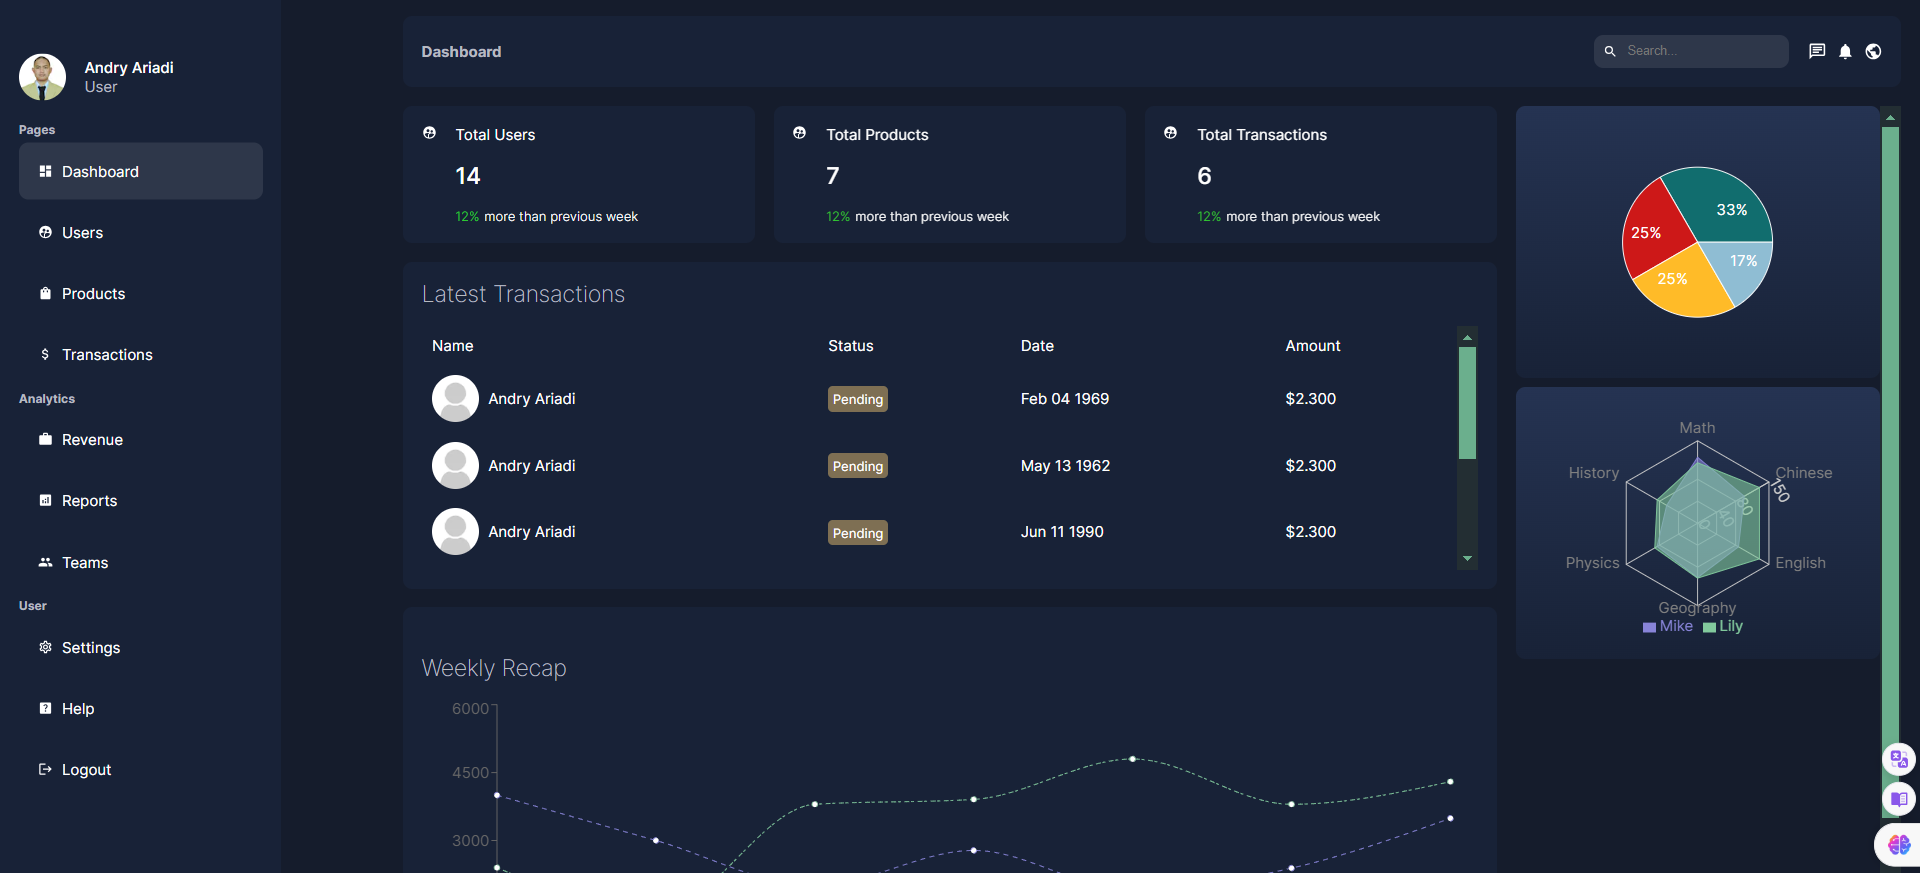 Andry Ariadi
User
Pages
Dashboard
Users
Products
Transactions
Analytics
Revenue
Reports
Teams
User
Settings
Help
Logout
Dashboard
Search...
Total Users
14
12% more than previous week
Total Products
7
12% more than previous week
Total Transactions
6
12% more than previous week
Latest Transactions
Name Status Date Amount
Andry Ariadi Pending Feb 04 1969 $2.300
Andry Ariadi Pending May 13 1962 $2.300
Andry Ariadi Pending Jun 11 1990 $2.300
Weekly Recap
6000
4500
3000
33%
25%
17%
25%
Math
History
Chinese
150
80
40
0
Physics
English
Geography
Mike Lily